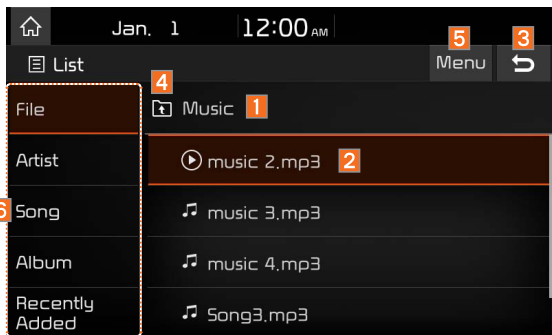 Jan. 1 12:00 AM
5 3
List Menu
4
File Music 1
Artist music 2.mp3 2
6 Song music 3.mp3
Album music 4.mp3
Recently
Added Song3.mp3